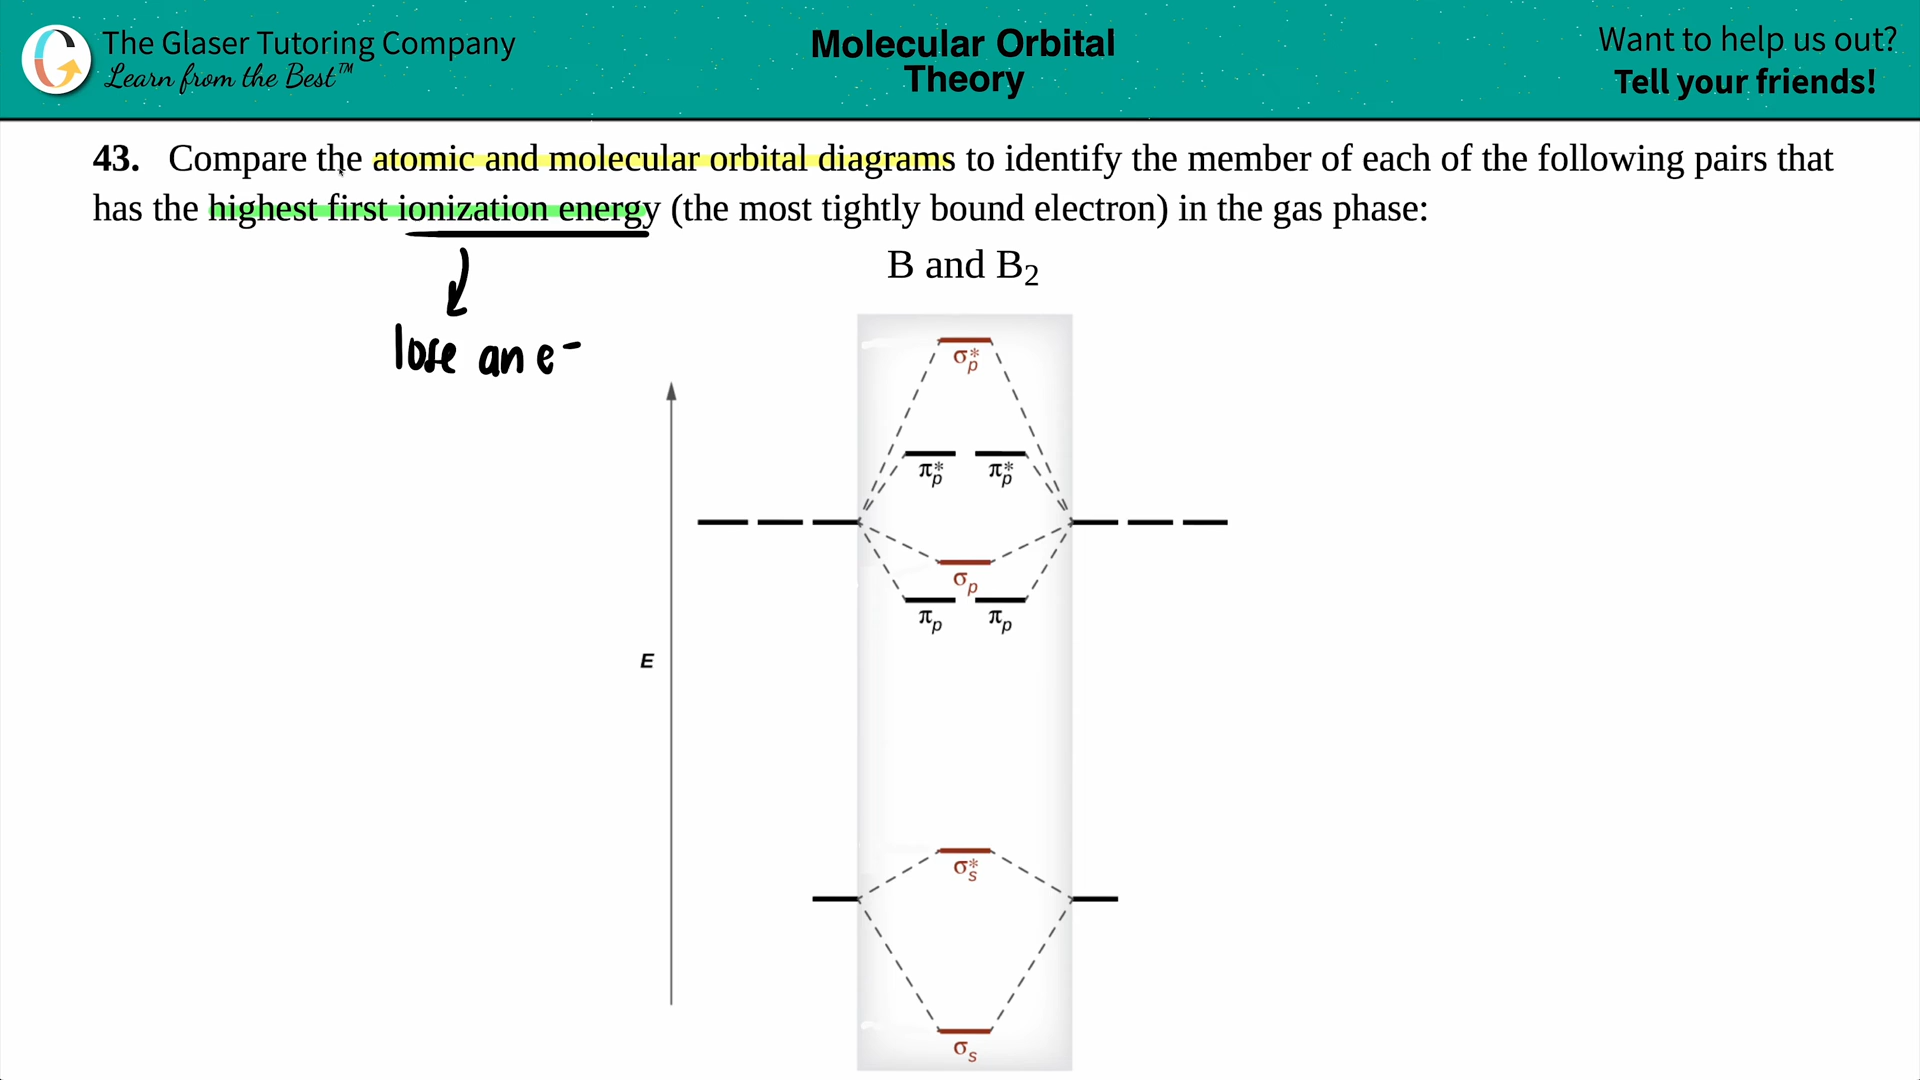 The Glaser Tutoring Company
Learn from the Best™
Molecular Orbital
Theory
Want to help us out?
Tell your friends!
43. Compare the atomic and molecular orbital diagrams to identify the member of each of the following pairs that
has the highest first ionization energy (the most tightly bound electron) in the gas phase:
B and B₂
lose an e⁻
σ*p
π*p π*p
σp
πp πp
E
σ*s
σs